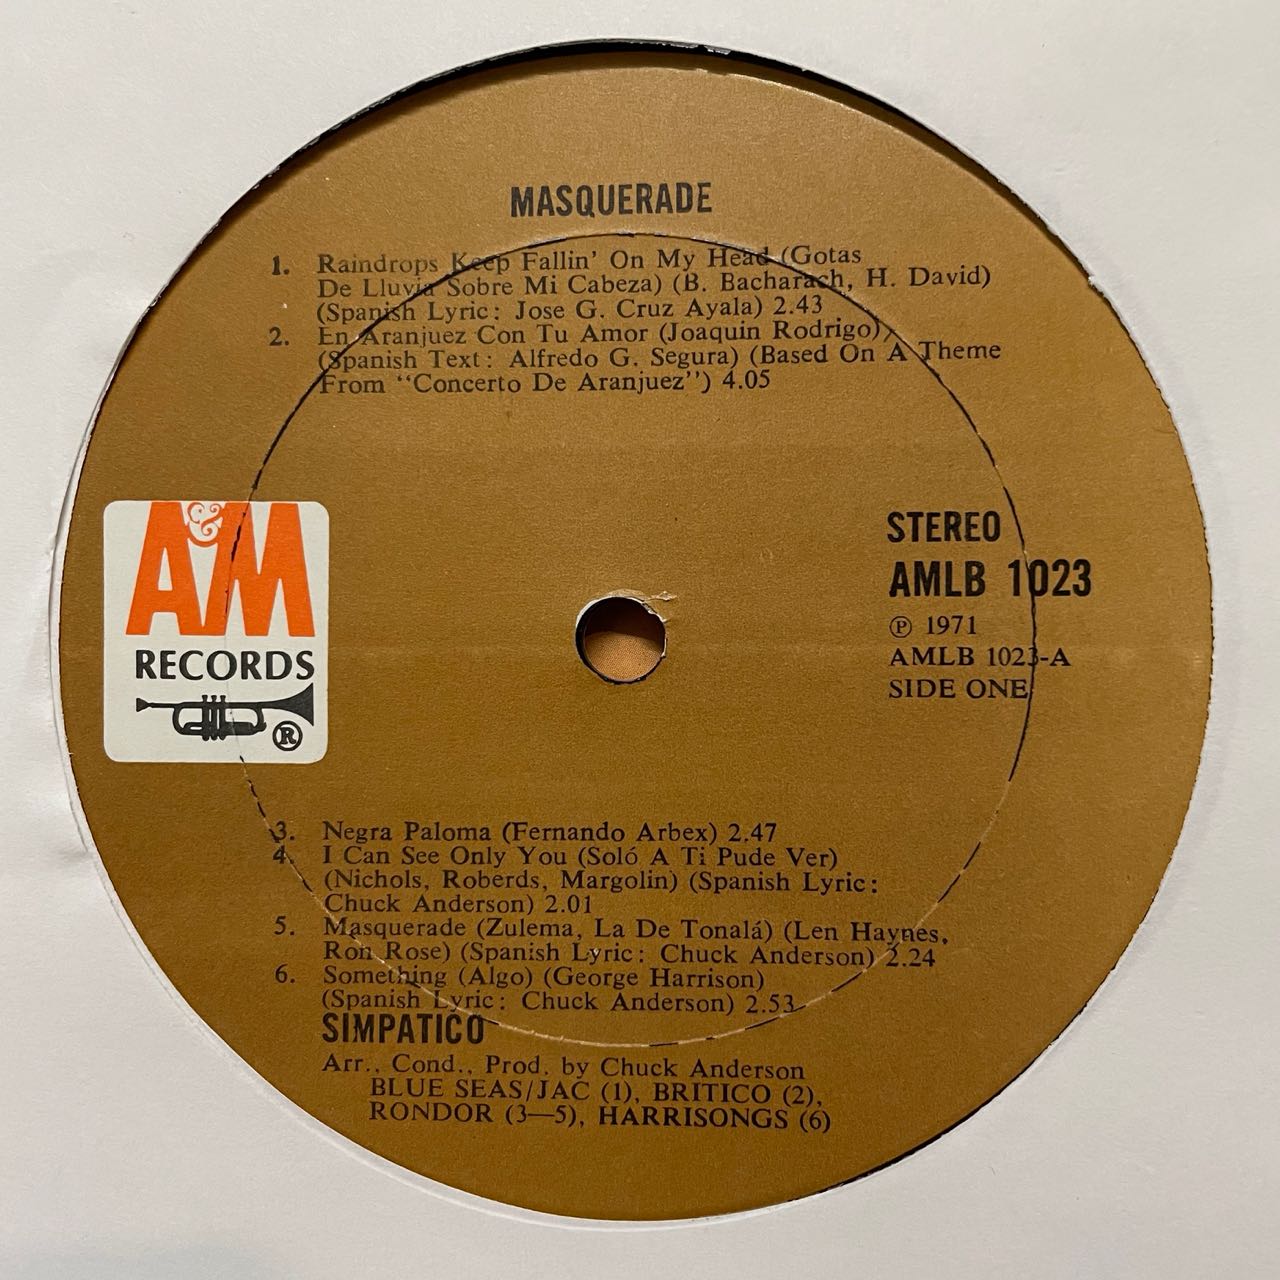 MASQUERADE
1. Raindrops Keep Fallin' On My Head (Gotas
De Lluvia Sobre Mi Cabeza) (B. Bacharach, H. David)
(Spanish Lyric: Jose G. Cruz Ayala) 2.43
2. En Aranjuez Con Tu Amor (Joaquin Rodrigo)
(Spanish Text: Alfredo G. Segura) (Based On A Theme
From "Concerto De Aranjuez") 4.05
A&M
RECORDS
®
STEREO
AMLB 1023
℗ 1971
AMLB 1023-A
SIDE ONE
3. Negra Paloma (Fernando Arbex) 2.47
4. I Can See Only You (Soló A Ti Pude Ver)
(Nichols, Roberds, Margolin) (Spanish Lyric:
Chuck Anderson) 2.01
5. Masquerade (Zulema, La De Tonalá) (Len Haynes,
Ron Rose) (Spanish Lyric: Chuck Anderson) 2.24
6. Something (Algo) (George Harrison)
(Spanish Lyric: Chuck Anderson) 2.53
SIMPATICO
Arr., Cond., Prod. by Chuck Anderson
BLUE SEAS/JAC (1), BRITICO (2),
RONDOR (3—5), HARRISONGS (6)